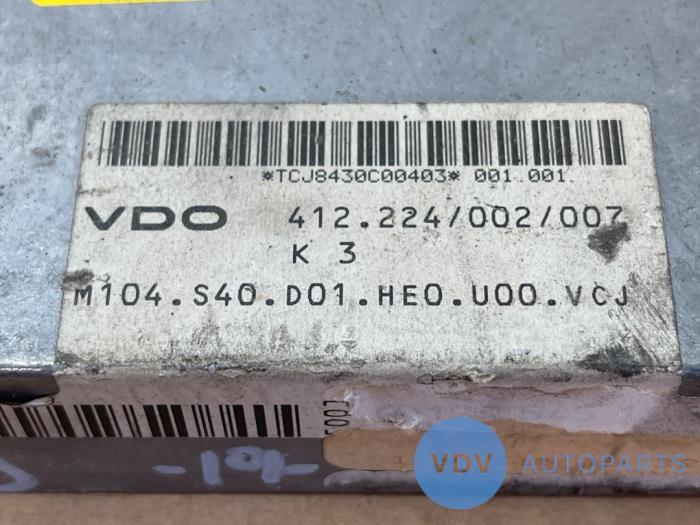 *TCJ8430C00403* 001 001
VDO 412.224/002/007
K 3
M104.S40.D01.HE0.U00.VCJ
VDV AUTOPARTS